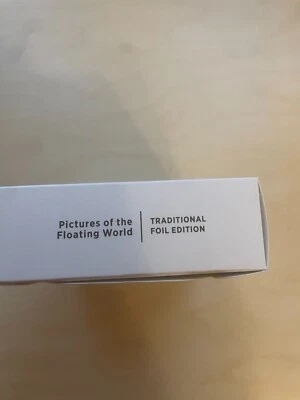 Pictures of the
Floating World
TRADITIONAL
FOIL EDITION